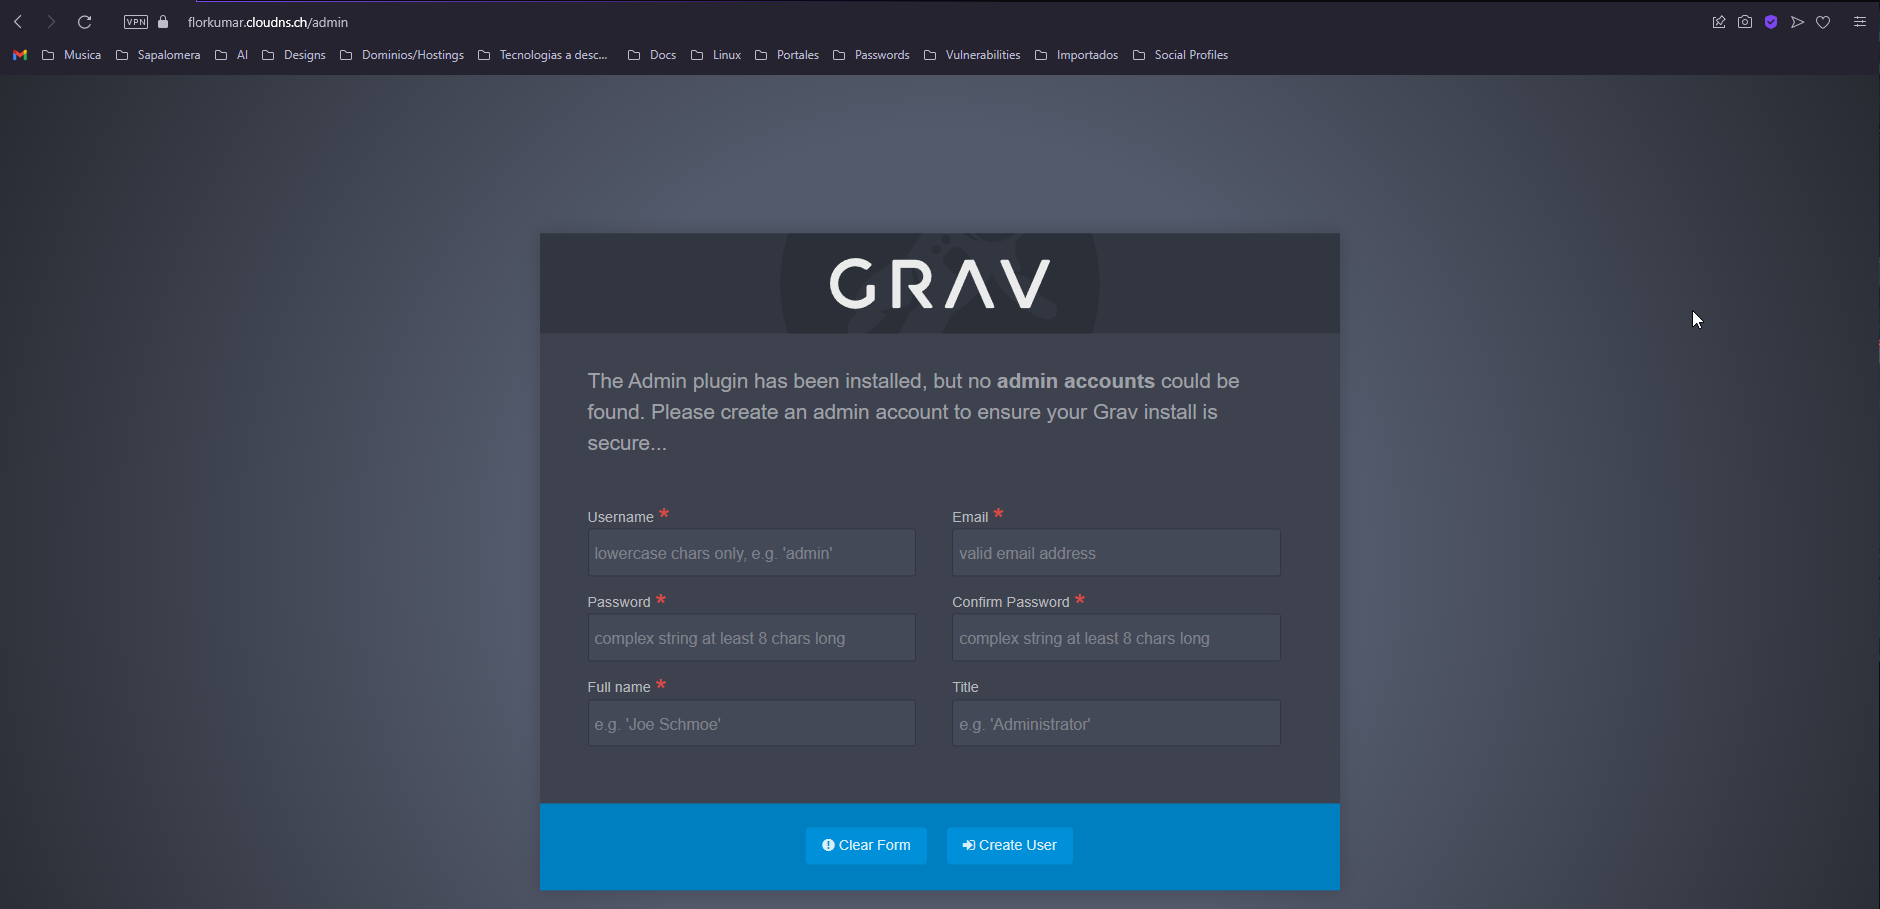 VPN florkumar.cloudns.ch/admin
Musica Sapalomera AI Designs Dominios/Hostings Tecnologias a desc... Docs Linux Portales Passwords Vulnerabilities Importados Social Profiles
GRAV
The Admin plugin has been installed, but no admin accounts could be
found. Please create an admin account to ensure your Grav install is
secure...
Username * Email *
lowercase chars only, e.g. 'admin' valid email address
Password * Confirm Password *
complex string at least 8 chars long complex string at least 8 chars long
Full name * Title
e.g. 'Joe Schmoe' e.g. 'Administrator'
Clear Form Create User